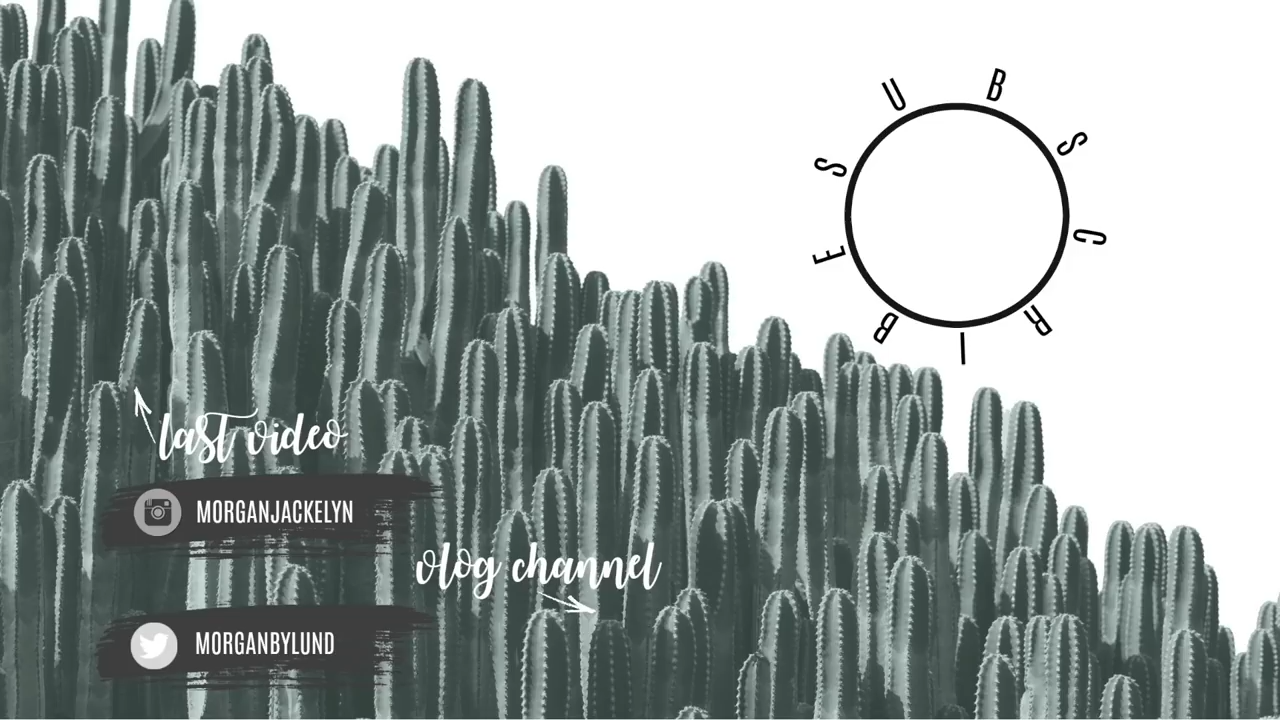 SUBSCRIBE
last video
MORGANJACKELYN
vlog channel
MORGANBYLUND